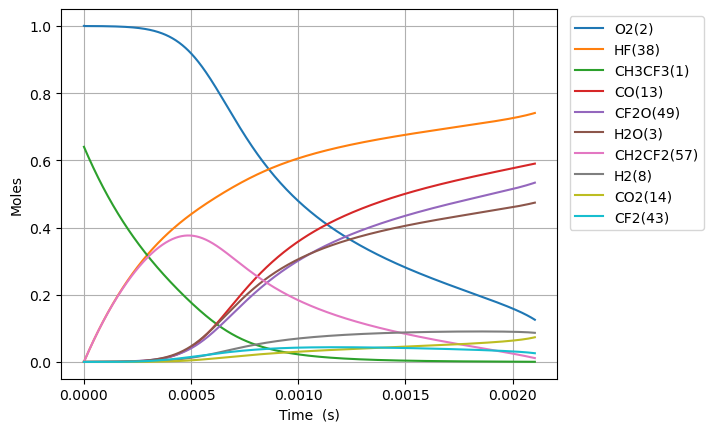 1.0
0.8
0.6
0.4
0.2
0.0
Moles
0.0000
0.0005
0.0010
0.0015
0.0020
Time  (s)
O2(2)
HF(38)
CH3CF3(1)
CO(13)
CF2O(49)
H2O(3)
CH2CF2(57)
H2(8)
CO2(14)
CF2(43)